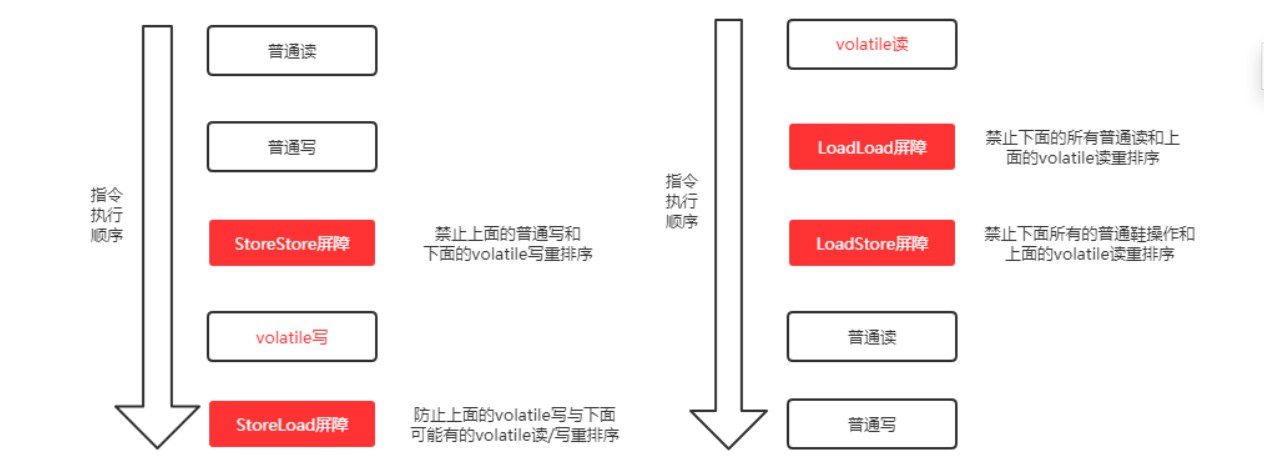 普通读
普通写
指令
执行
顺序
StoreStore屏障
禁止上面的普通写和
下面的volatile写重排序
volatile写
StoreLoad屏障
防止上面的volatile写与下面
可能有的volatile读/写重排序
volatile读
LoadLoad屏障
禁止下面的所有普通读和上
面的volatile读重排序
指令
执行
顺序
LoadStore屏障
禁止下面所有的普通鞋操作和
上面的volatile读重排序
普通读
普通写